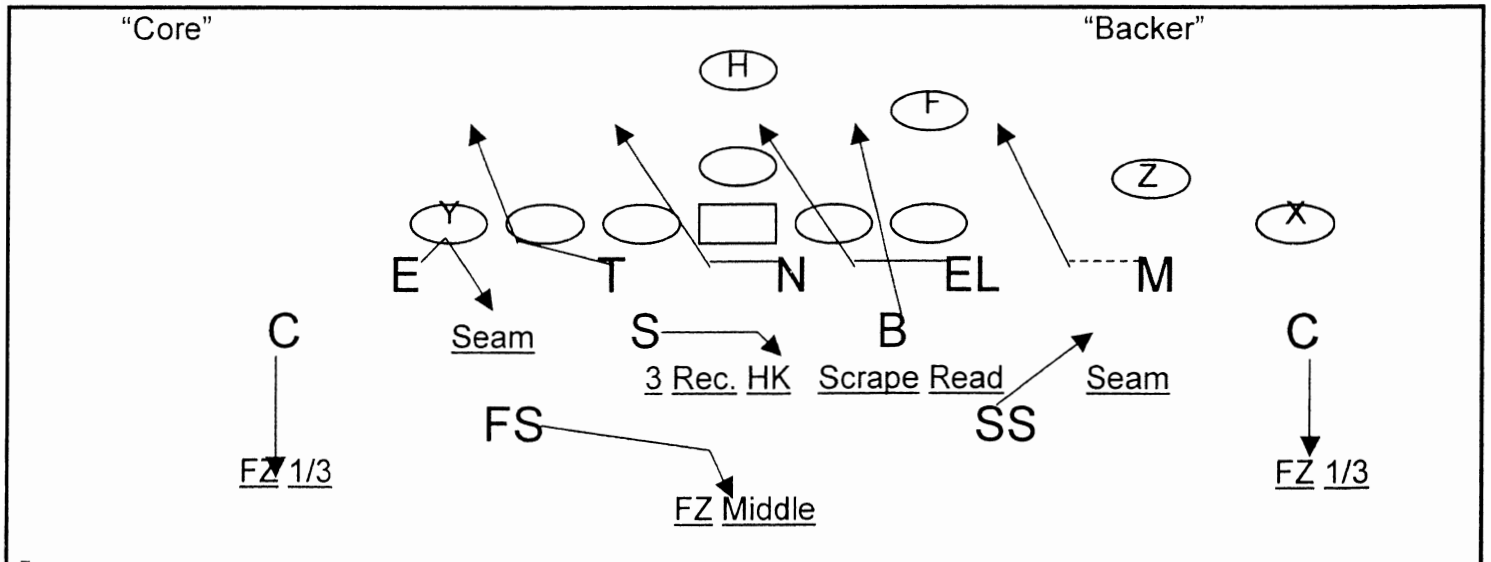 “Core” “Backer”
H
F
Z
Y X
E T N EL M
C S B C
Seam
3 Rec. HK Scrape Read Seam
FS SS
FZ 1/3 FZ 1/3
FZ Middle